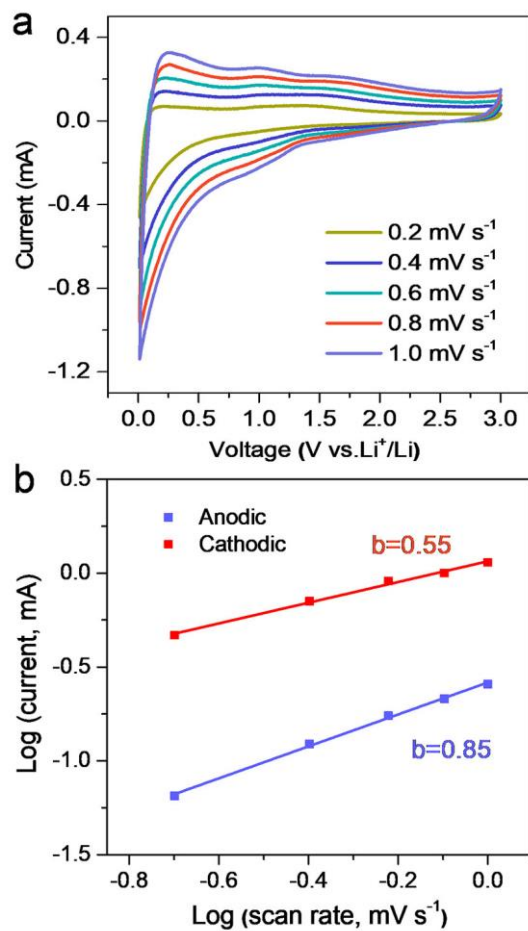 a
0.4
0.0
-0.4
-0.8
-1.2
Current (mA)
0.2 mV s⁻¹
0.4 mV s⁻¹
0.6 mV s⁻¹
0.8 mV s⁻¹
1.0 mV s⁻¹
0.0 0.5 1.0 1.5 2.0 2.5 3.0
Voltage (V vs.Li⁺/Li)
b
0.5
0.0
-0.5
-1.0
-1.5
Log (current, mA)
Anodic
Cathodic
b=0.55
b=0.85
-0.8 -0.6 -0.4 -0.2 0.0
Log (scan rate, mV s⁻¹)